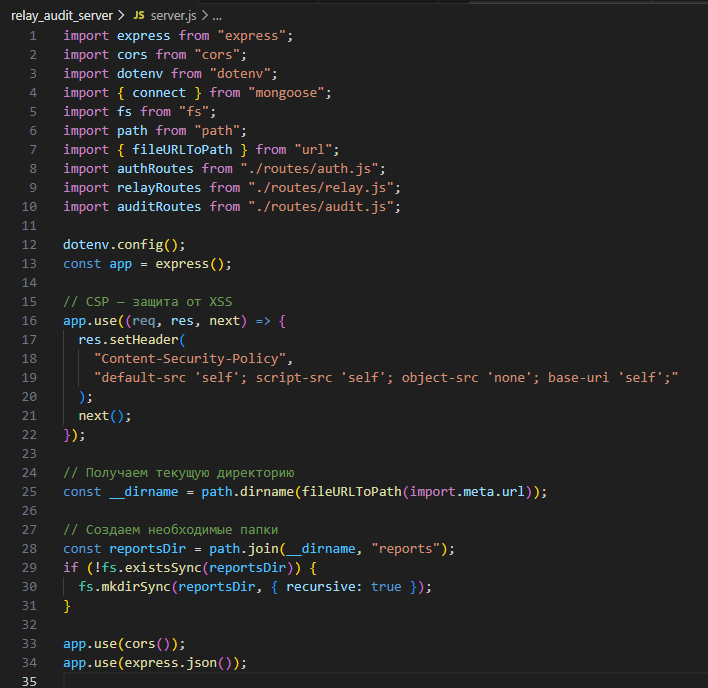 relay_audit_server > JS server.js > ...
1 import express from "express";
2 import cors from "cors";
3 import dotenv from "dotenv";
4 import { connect } from "mongoose";
5 import fs from "fs";
6 import path from "path";
7 import { fileURLToPath } from "url";
8 import authRoutes from "./routes/auth.js";
9 import relayRoutes from "./routes/relay.js";
10 import auditRoutes from "./routes/audit.js";
11
12 dotenv.config();
13 const app = express();
14
15 // CSP — защита от XSS
16 app.use((req, res, next) => {
17   res.setHeader(
18     "Content-Security-Policy",
19     "default-src 'self'; script-src 'self'; object-src 'none'; base-uri 'self';"
20   );
21   next();
22 });
23
24 // Получаем текущую директорию
25 const __dirname = path.dirname(fileURLToPath(import.meta.url));
26
27 // Создаем необходимые папки
28 const reportsDir = path.join(__dirname, "reports");
29 if (!fs.existsSync(reportsDir)) {
30   fs.mkdirSync(reportsDir, { recursive: true });
31 }
32
33 app.use(cors());
34 app.use(express.json());
35